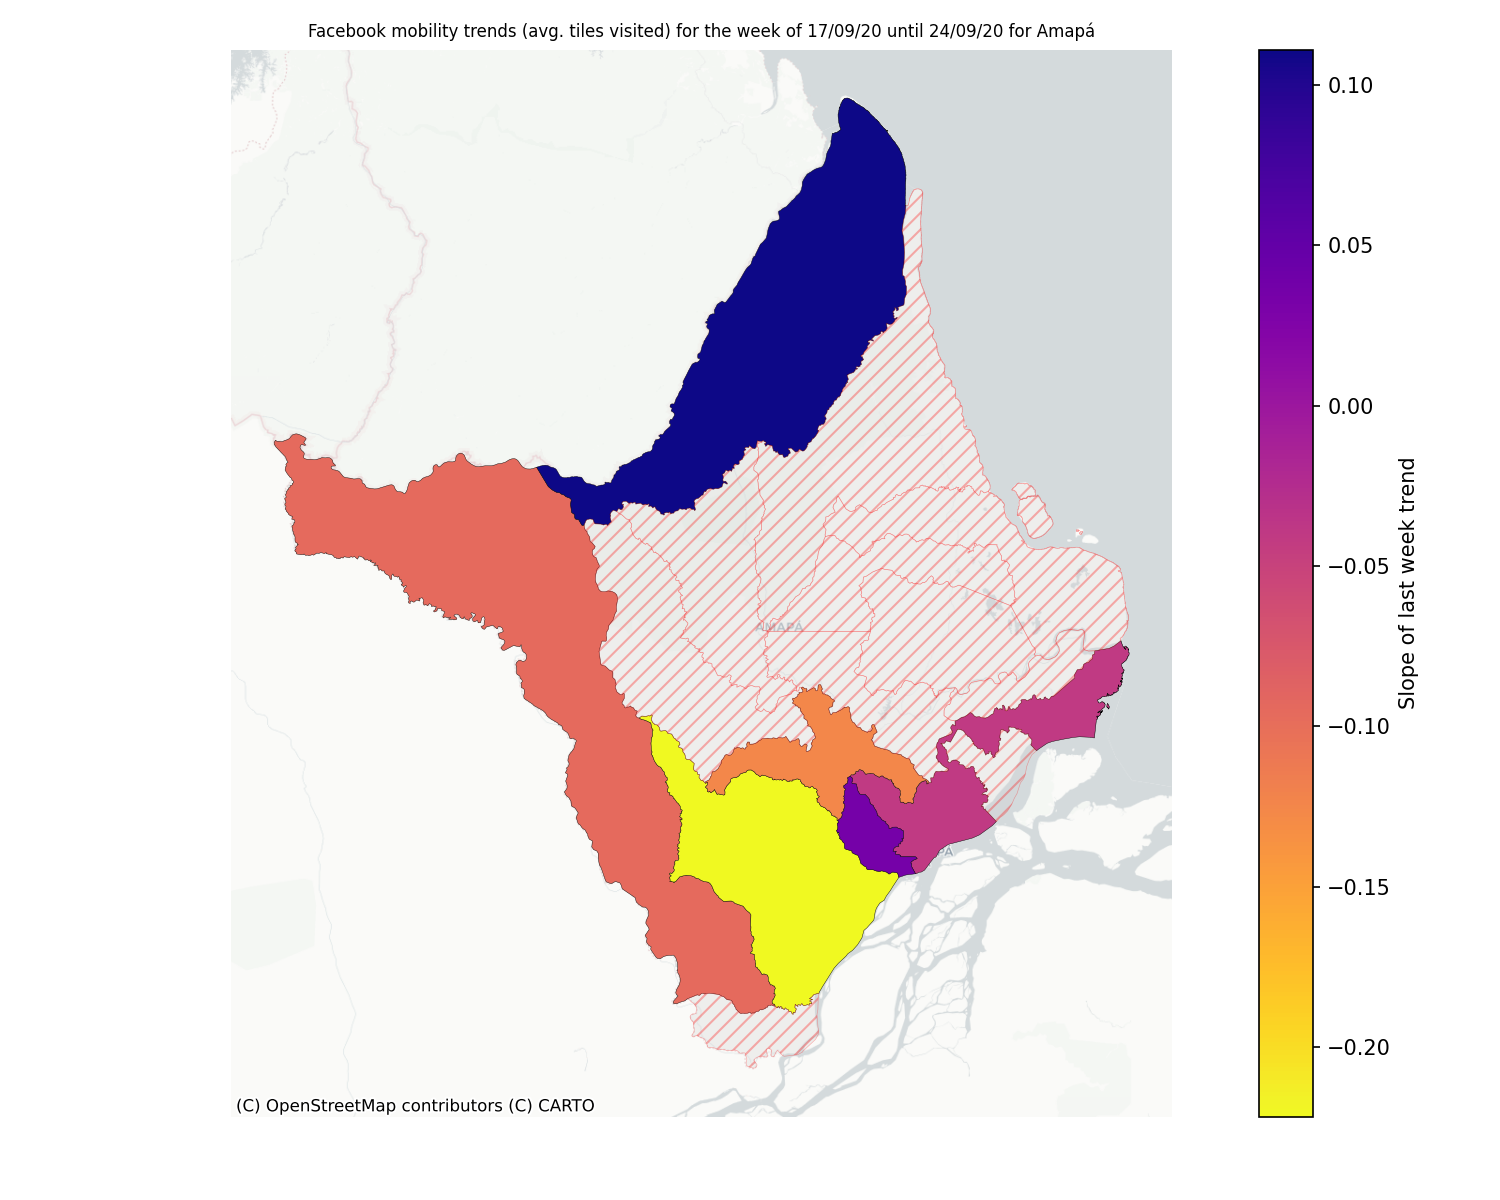 Facebook mobility trends (avg. tiles visited) for the week of 17/09/20 until 24/09/20 for Amapá
0.10
0.05
0.00
−0.05
−0.10
−0.15
−0.20
Slope of last week trend
AMAPÁ
PÁ
(C) OpenStreetMap contributors (C) CARTO